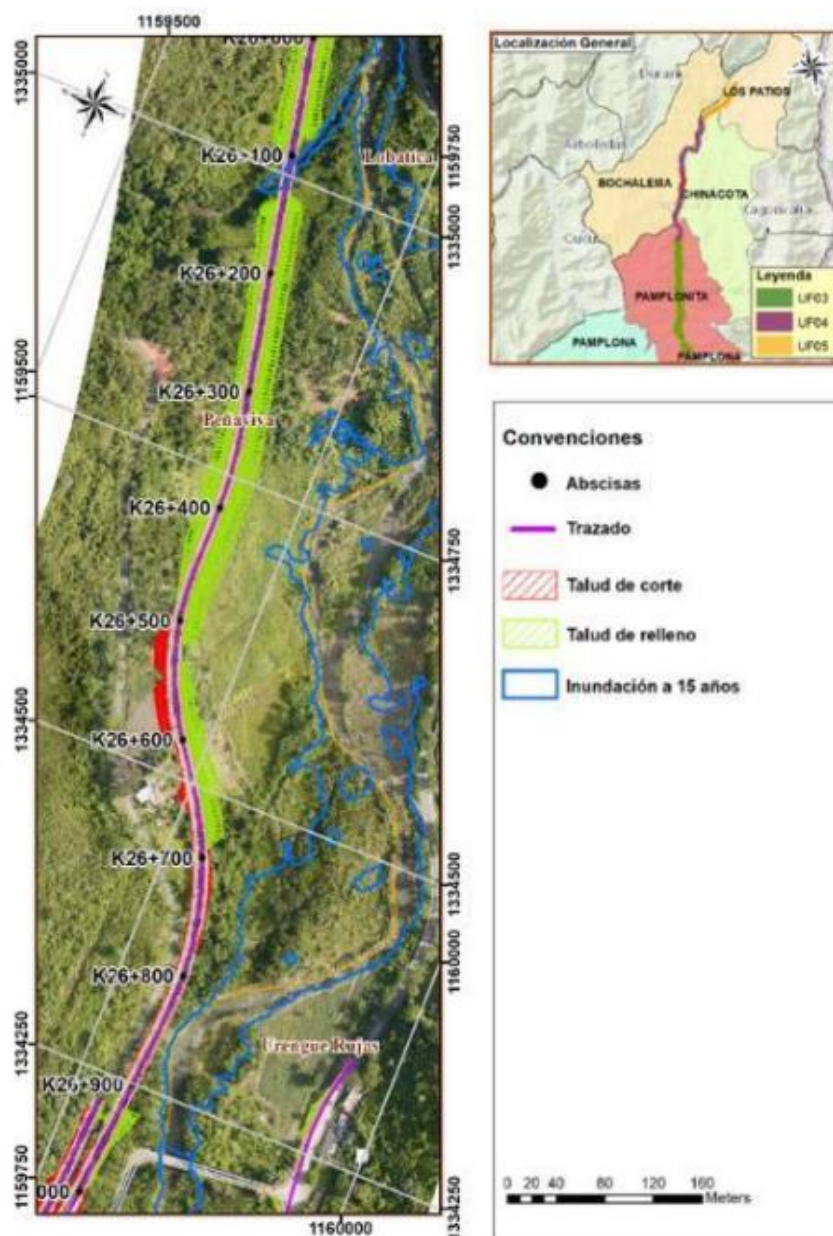 1159500
1335000
K26+000
K26+100
Lobatica
1159750
1335000
K26+200
1159500
K26+300
Peñaviva
K26+400
1334750
K26+500
1334500
K26+600
K26+700
1334500
K26+800
1160000
1334250
Urengue Rujas
K26+900
1159750
000
1334250
1160000
Localización General
LOS PATIOS
BOCHALEMA
CHINACOTA
PAMPLONITA
PAMPLONA
PAMPLONA
Leyenda
UF03
UF04
UF05
Convenciones
Abscisas
Trazado
Talud de corte
Talud de relleno
Inundación a 15 años
0 20 40 80 120 160
Meters